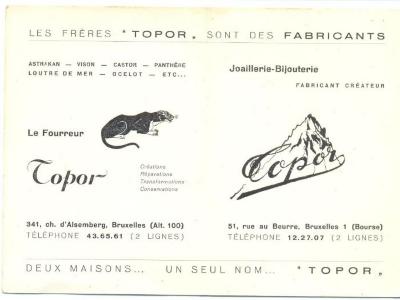 LES FRÈRES "TOPOR„ SONT DES FABRICANTS
ASTRAKAN — VISON — CASTOR — PANTHÈRE
LOUTRE DE MER — OCELOT — ETC...
Le Fourreur
Topor
Créations
Réparations
Transformations
Conservations
341, ch. d'Alsemberg, Bruxelles (Alt. 100)
TÉLÉPHONE 43.65.61 (2 LIGNES)
Joaillerie-Bijouterie
FABRICANT CRÉATEUR
Topor
51, rue au Beurre, Bruxelles 1 (Bourse)
TÉLÉPHONE 12.27.07 (2 LIGNES)
DEUX MAISONS... UN SEUL NOM... "TOPOR„